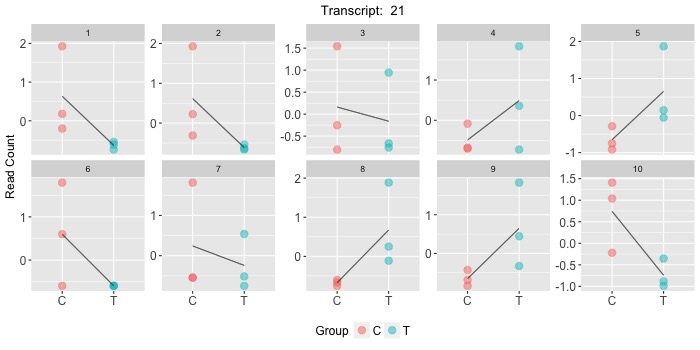 Transcript: 21
1 2 3 4 5
2 1 0
2 1 0
1.5 1.0 0.5 0.0 -0.5
1 0
2 1 0 -1
Read Count
6 7 8 9 10
1 0
1 0
2 1 0
1 0
1.5 1.0 0.5 0.0 -0.5 -1.0
C T C T C T C T C T
Group C T